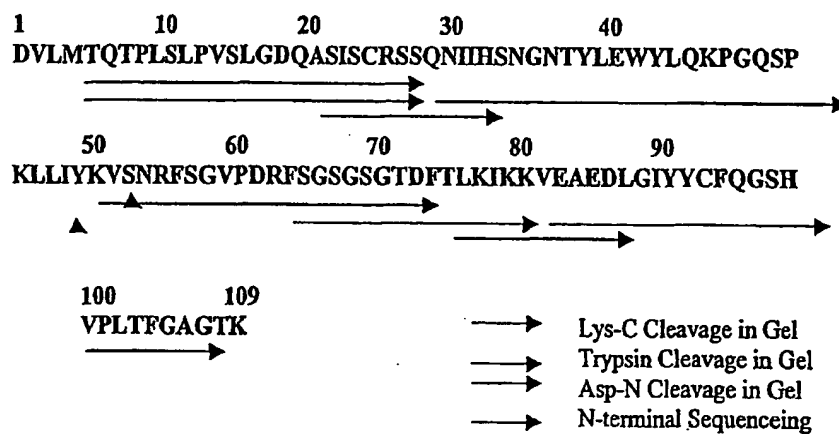 1 10 20 30 40
DVLMTQTPLSLPVSLGDQASISCRSSQNIIHSNGNTYLEWYLQKPGQSP
50 60 70 80 90
KLLIYKVSNRFSGVPDRFSGSGSGTDFTLKIKKVEAEDLGIYYCFQGSH
100 109
VPLTFGAGTK
Lys-C Cleavage in Gel
Trypsin Cleavage in Gel
Asp-N Cleavage in Gel
N-terminal Sequenceing